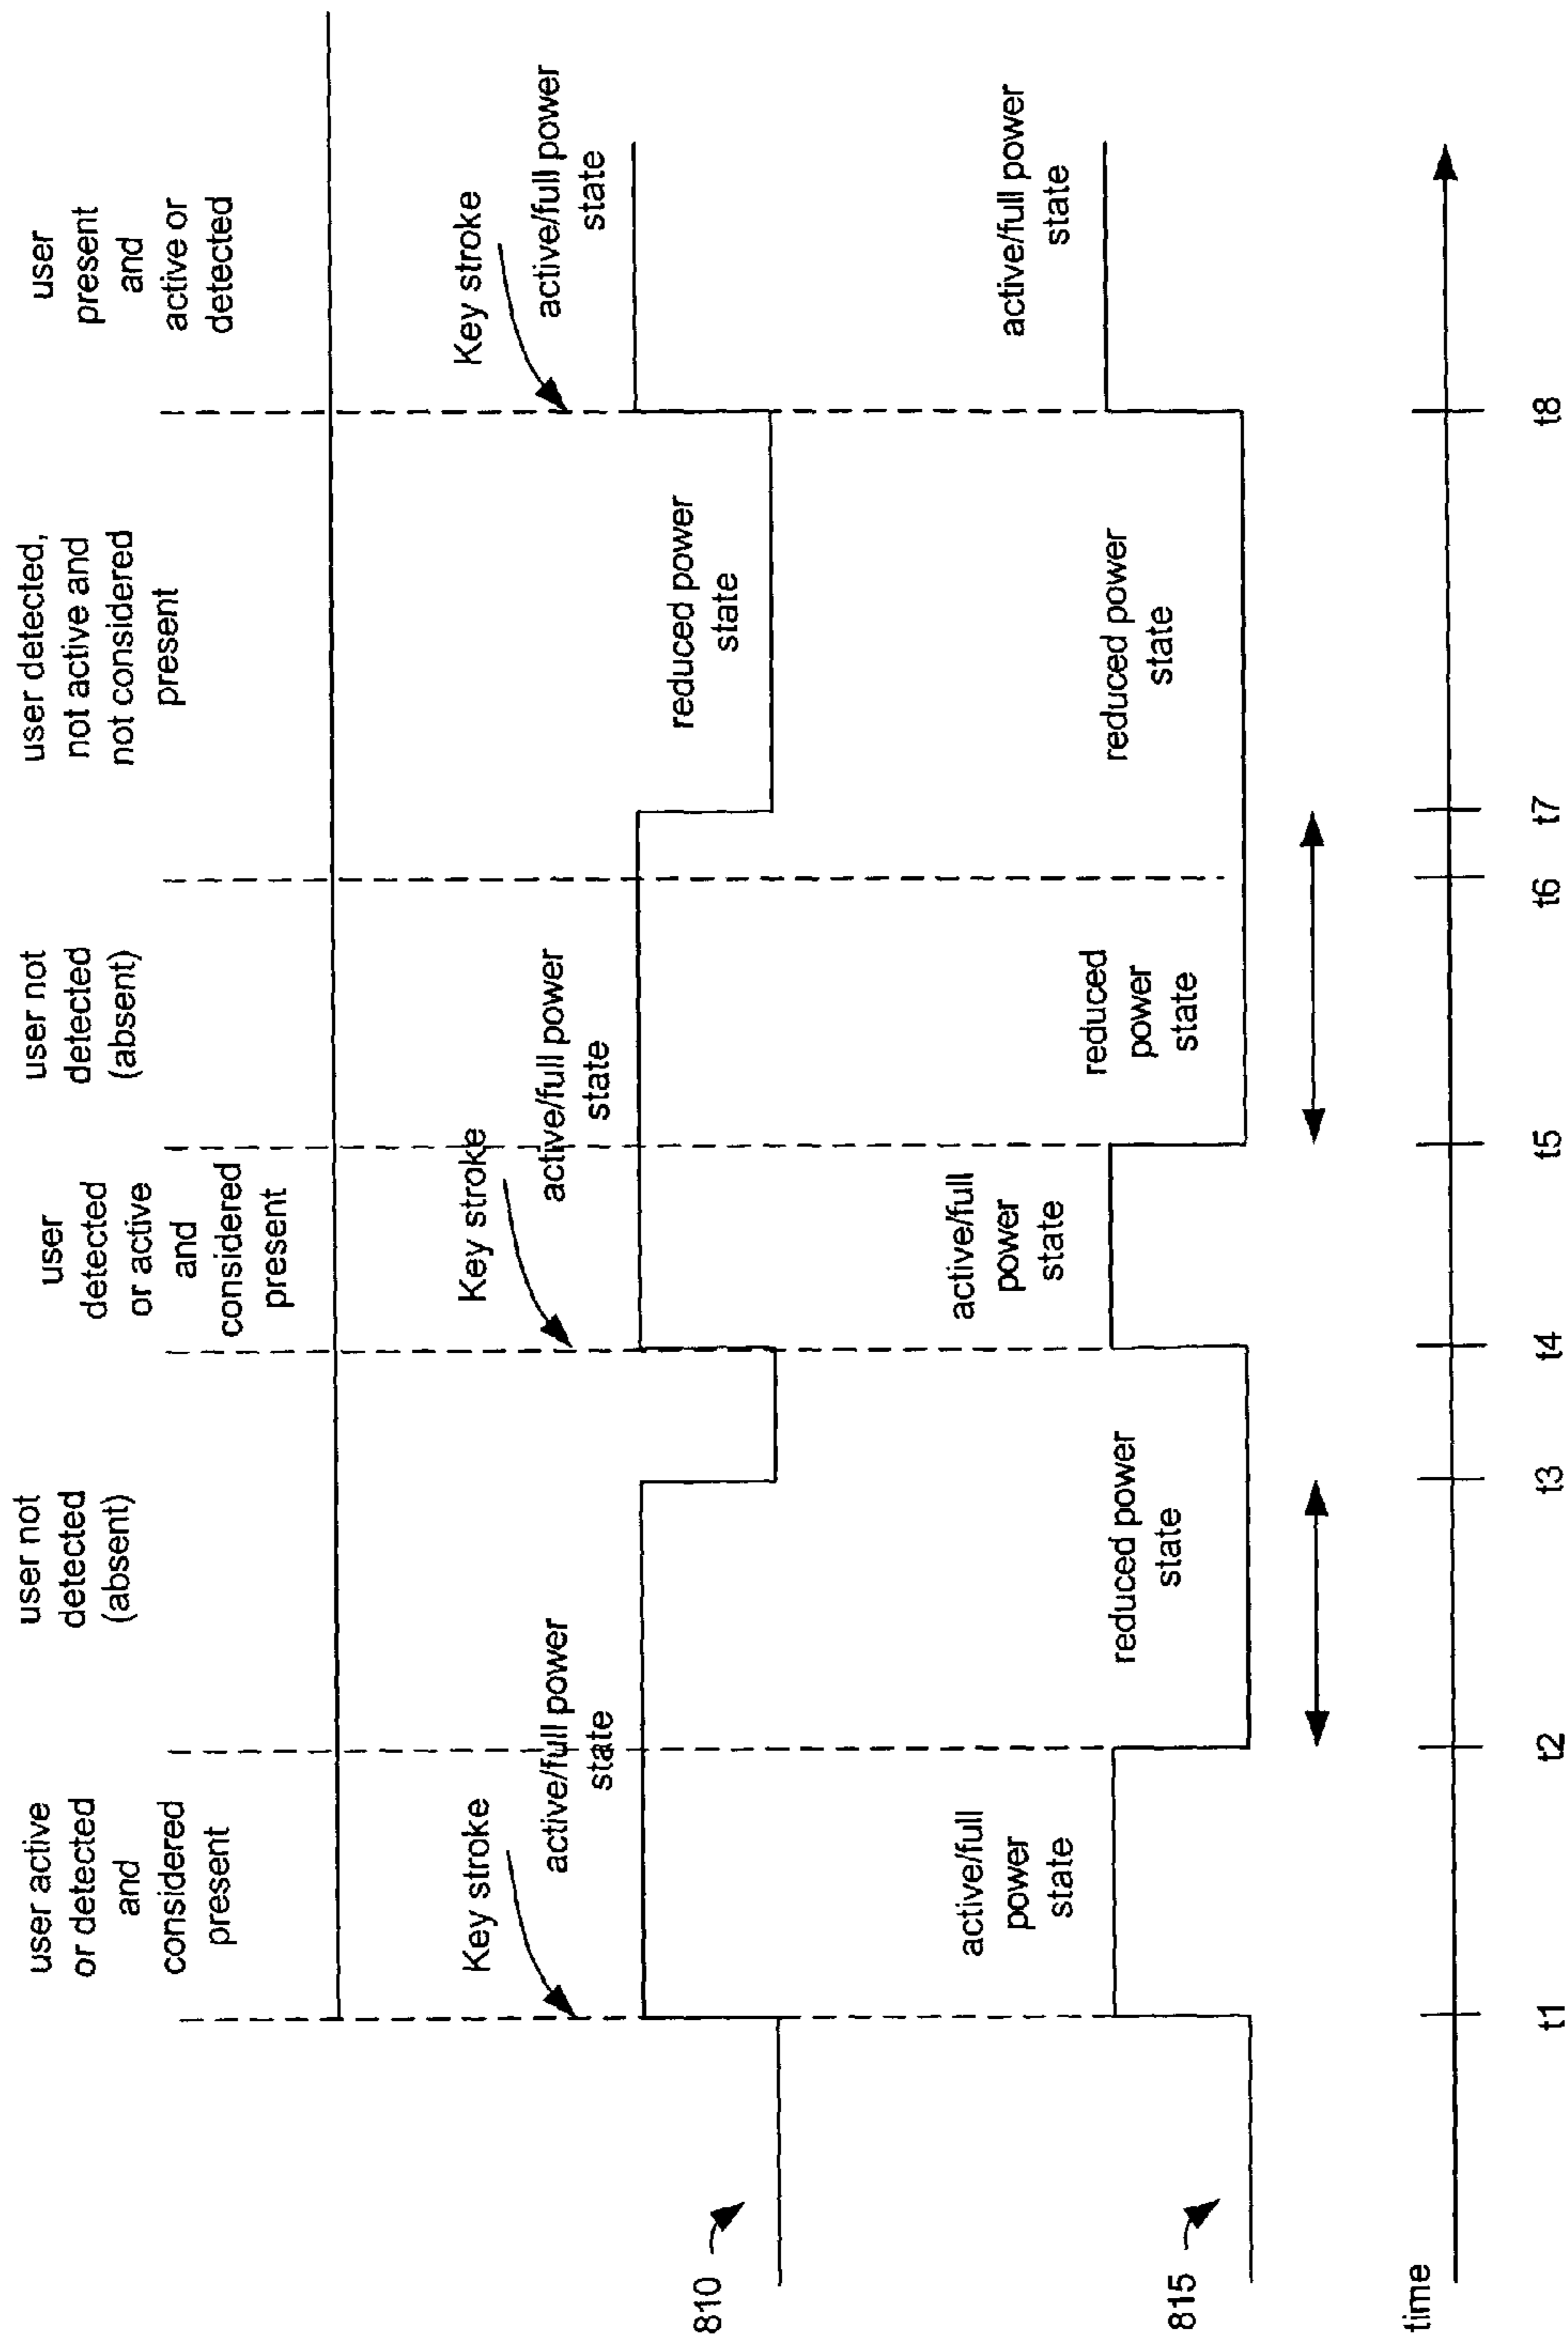 user active
or detected
and
considered
present
user not
detected
(absent)
user
detected
or active
and
considered
present
user not
detected
(absent)
user detected,
not active and
not considered
present
user
present
and
active or
detected
Key stroke
active/full power
state
Key stroke
active/full power
state
reduced power
state
Key stroke
active/full power
state
810
active/full
power
state
reduced power
state
active/full
power
state
reduced
power
state
reduced power
state
active/full power
state
815
time
t1
t2
t3
t4
t5
t6
t7
t8